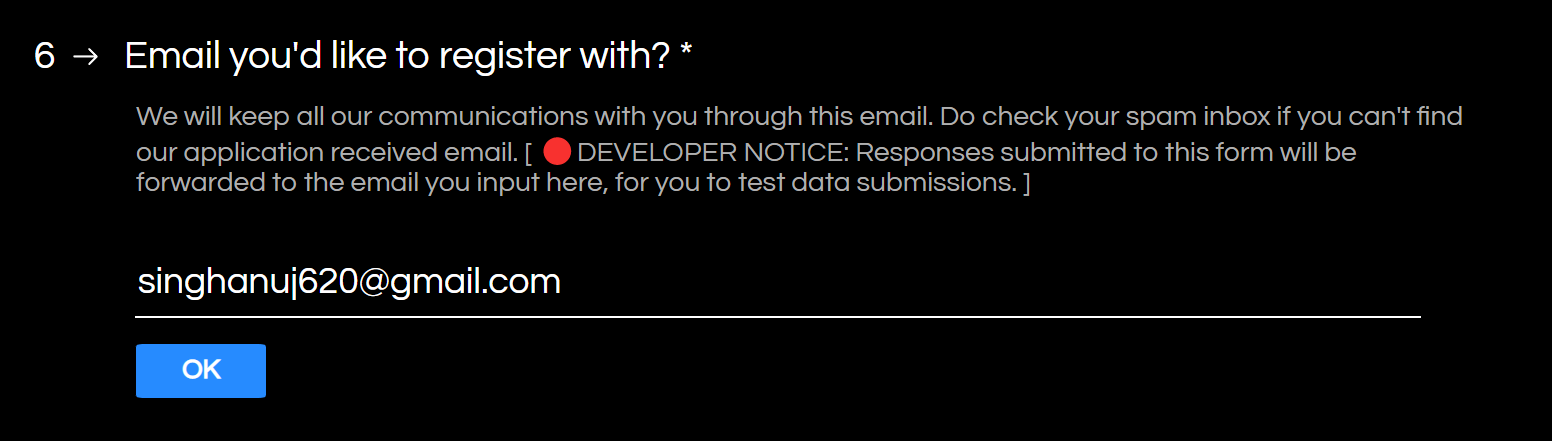 6 → Email you'd like to register with? *
We will keep all our communications with you through this email. Do check your spam inbox if you can't find
our application received email. [ 🔴 DEVELOPER NOTICE: Responses submitted to this form will be
forwarded to the email you input here, for you to test data submissions. ]
singhanuj620@gmail.com
OK